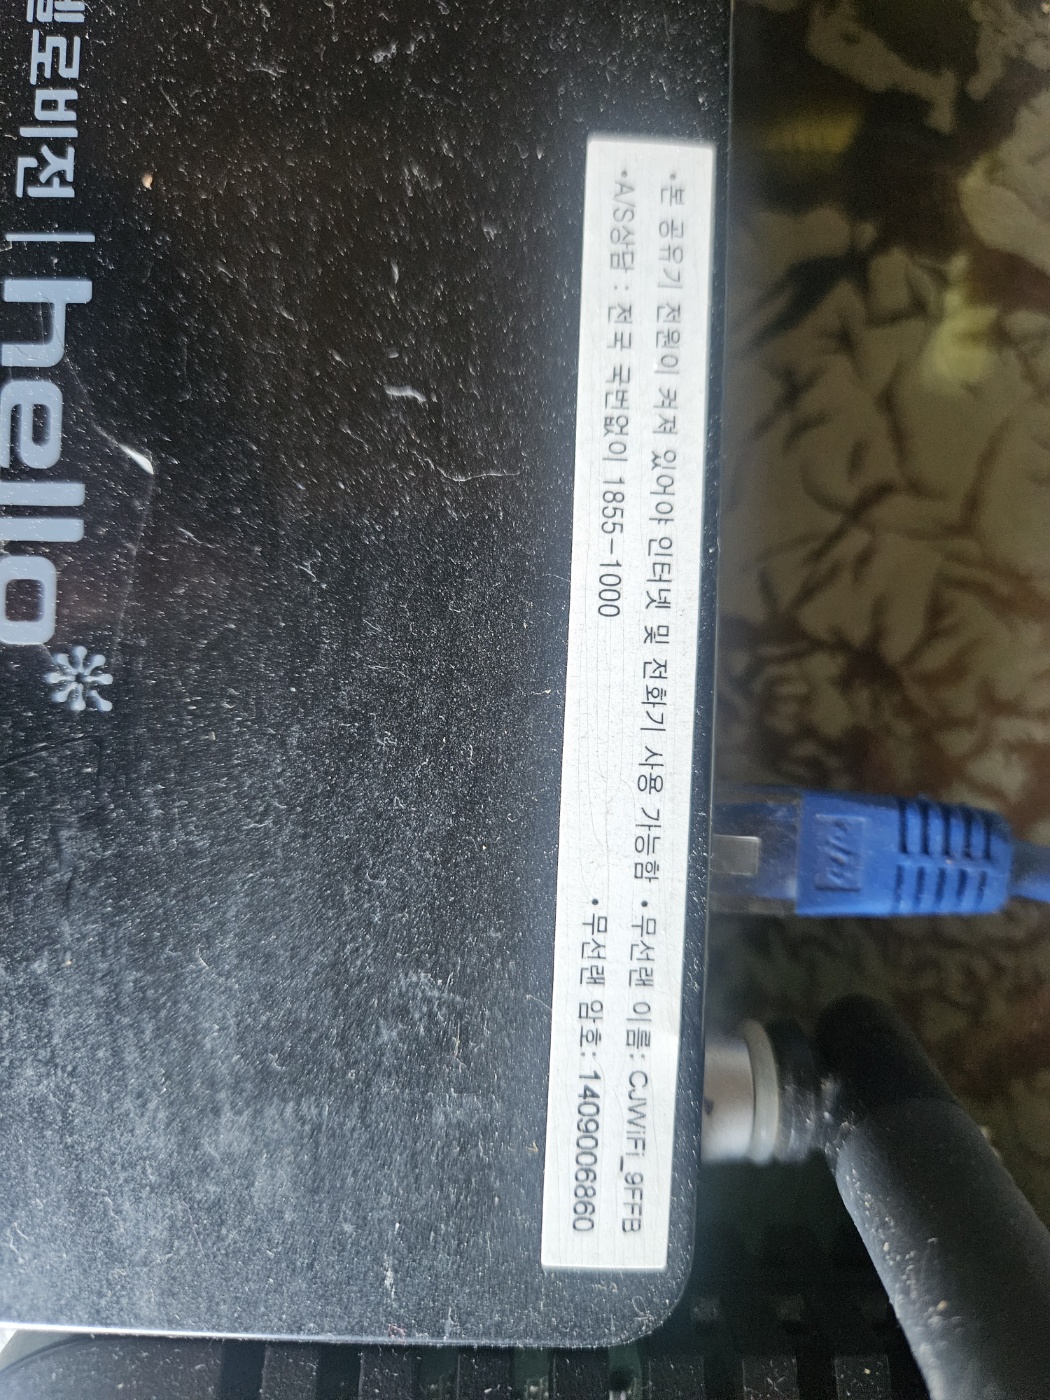 헬로비전 | hello
• 본 공유기 전원이 켜져 있어야 인터넷 및 전화기 사용 가능함 • 무선랜 이름: CJWiFi_9FFB
• A/S상담 : 전국 국번없이 1855-1000 • 무선랜 암호: 1409006860